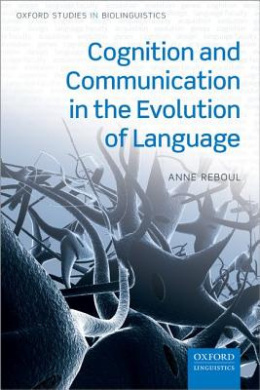 OXFORD STUDIES IN BIOLINGUISTICS
Cognition and
Communication
in the Evolution
of Language
ANNE REBOUL
OXFORD
LINGUISTICS